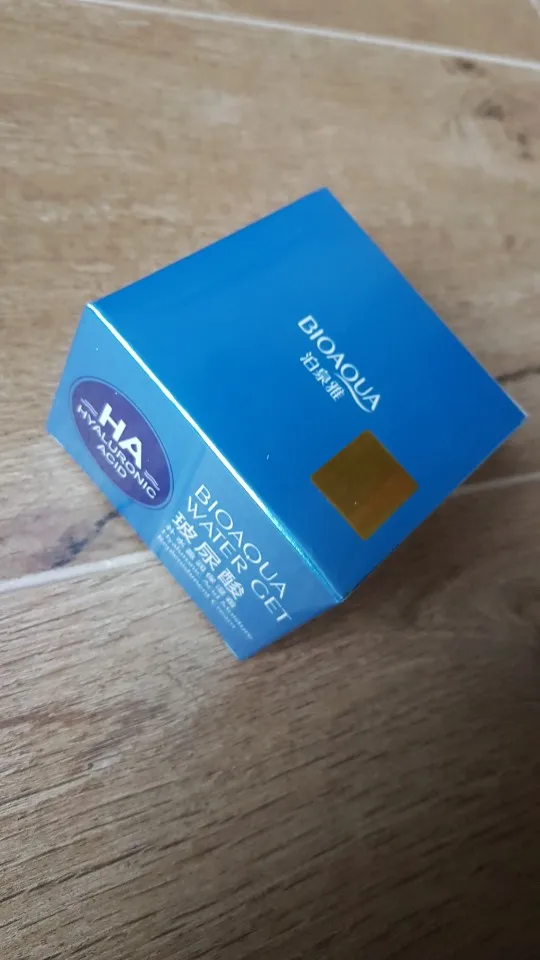 BIOAQUA
泊泉雅
HA
HYALURONIC
ACID
BIOAQUA
WATER GET
玻尿酸